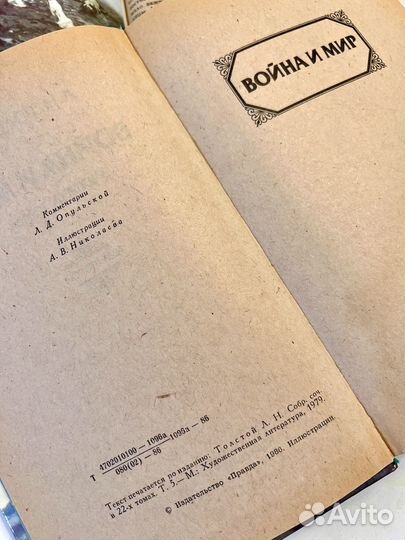 Комментарии
Л. Д. Опульской
Иллюстрации
А. В. Николаева
4702010100 — 1096а
Т 1095а — 86
080(02) — 86
Текст печатается по изданию: Толстой Л. Н. Собр. соч.
в 22-х томах. Т. 5,— М.: Художественная литература, 1979.
© Издательство «Правда», 1980. Иллюстрации.
ВОЙНА И МИР
Avito